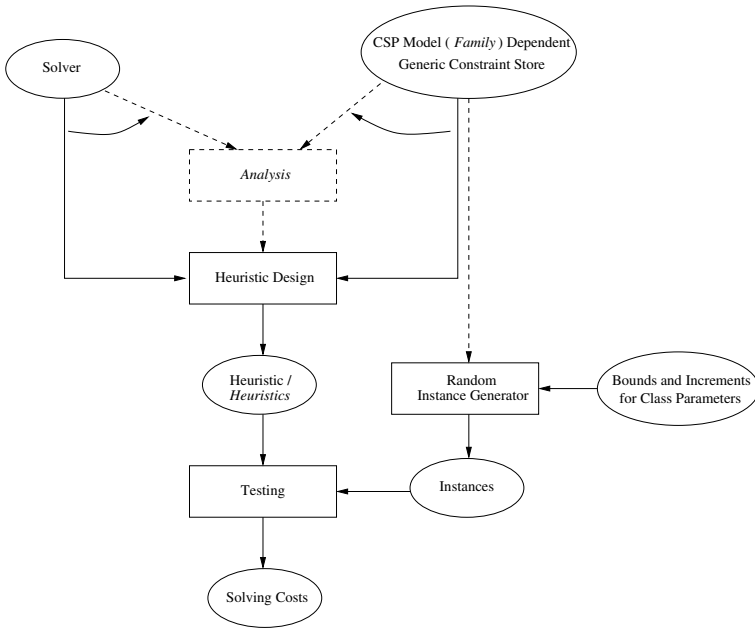 Solver
CSP Model ( Family ) Dependent
Generic Constraint Store
Analysis
Heuristic Design
Heuristic /
Heuristics
Random
Instance Generator
Bounds and Increments
for Class Parameters
Testing
Instances
Solving Costs